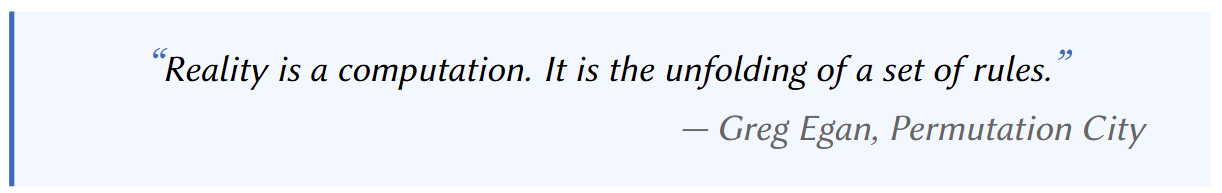 “Reality is a computation. It is the unfolding of a set of rules.”
— Greg Egan, Permutation City